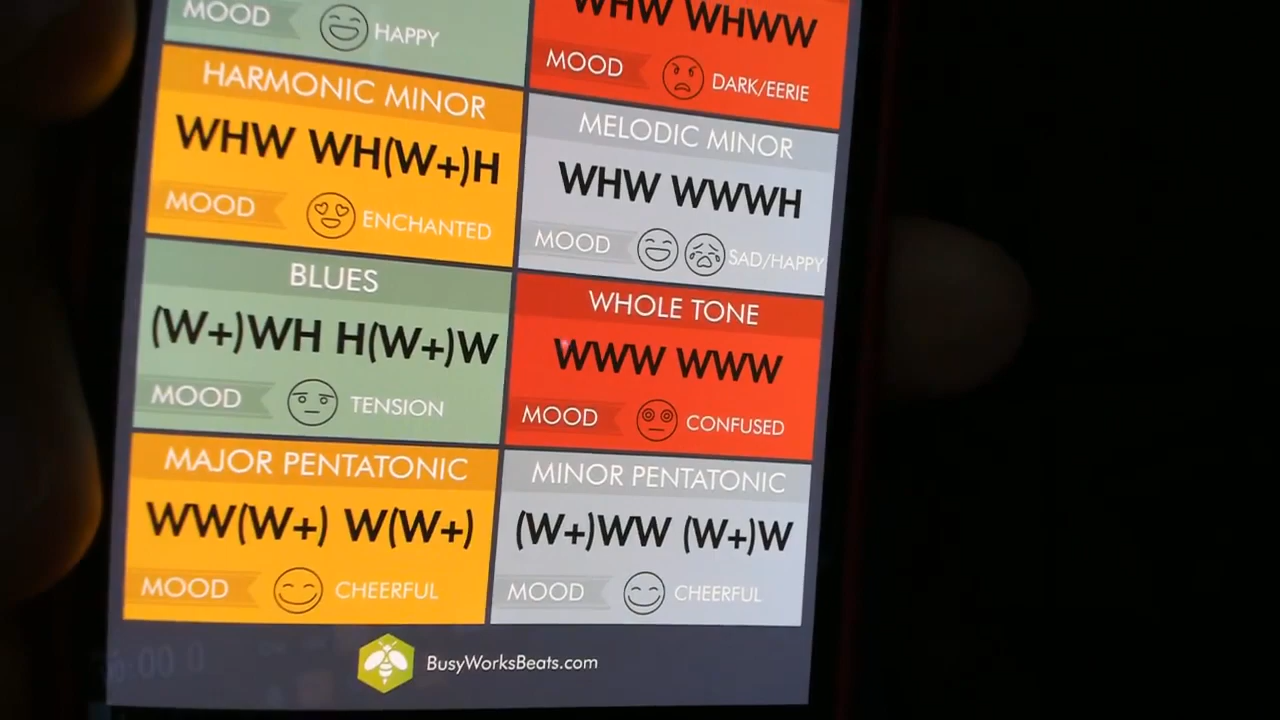 MOOD HAPPY
WHW WHWW
MOOD DARK/EERIE
HARMONIC MINOR
WHW WH(W+)H
MOOD ENCHANTED
MELODIC MINOR
WHW WWWH
MOOD SAD/HAPPY
BLUES
(W+)WH H(W+)W
MOOD TENSION
WHOLE TONE
WWW WWW
MOOD CONFUSED
MAJOR PENTATONIC
WW(W+) W(W+)
MOOD CHEERFUL
MINOR PENTATONIC
(W+)WW (W+)W
MOOD CHEERFUL
BusyWorksBeats.com